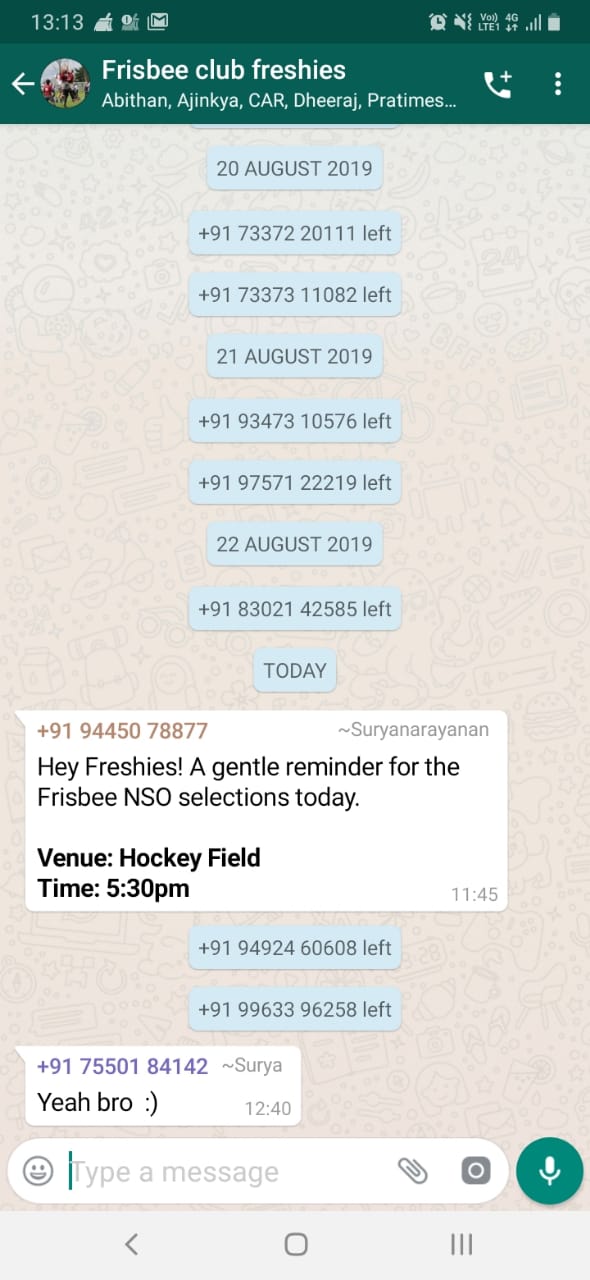 13:13
Vo) 4G
LTE1
Frisbee club freshies
Abithan, Ajinkya, CAR, Dheeraj, Pratimes...
20 AUGUST 2019
+91 73372 20111 left
+91 73373 11082 left
21 AUGUST 2019
+91 93473 10576 left
+91 97571 22219 left
22 AUGUST 2019
+91 83021 42585 left
TODAY
+91 94450 78877 ~Suryanarayanan
Hey Freshies! A gentle reminder for the
Frisbee NSO selections today.
Venue: Hockey Field
Time: 5:30pm
11:45
+91 94924 60608 left
+91 99633 96258 left
+91 75501 84142 ~Surya
Yeah bro :)
12:40
Type a message